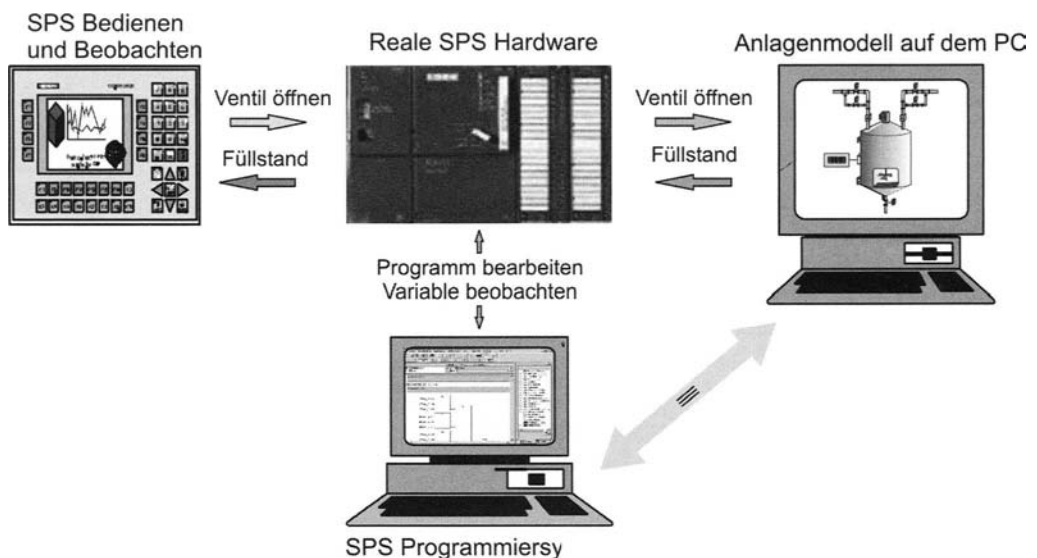 SPS Bedienen
und Beobachten
Reale SPS Hardware
Anlagenmodell auf dem PC
Ventil öffnen
Füllstand
Ventil öffnen
Füllstand
Programm bearbeiten
Variable beobachten
SPS Programmiersy